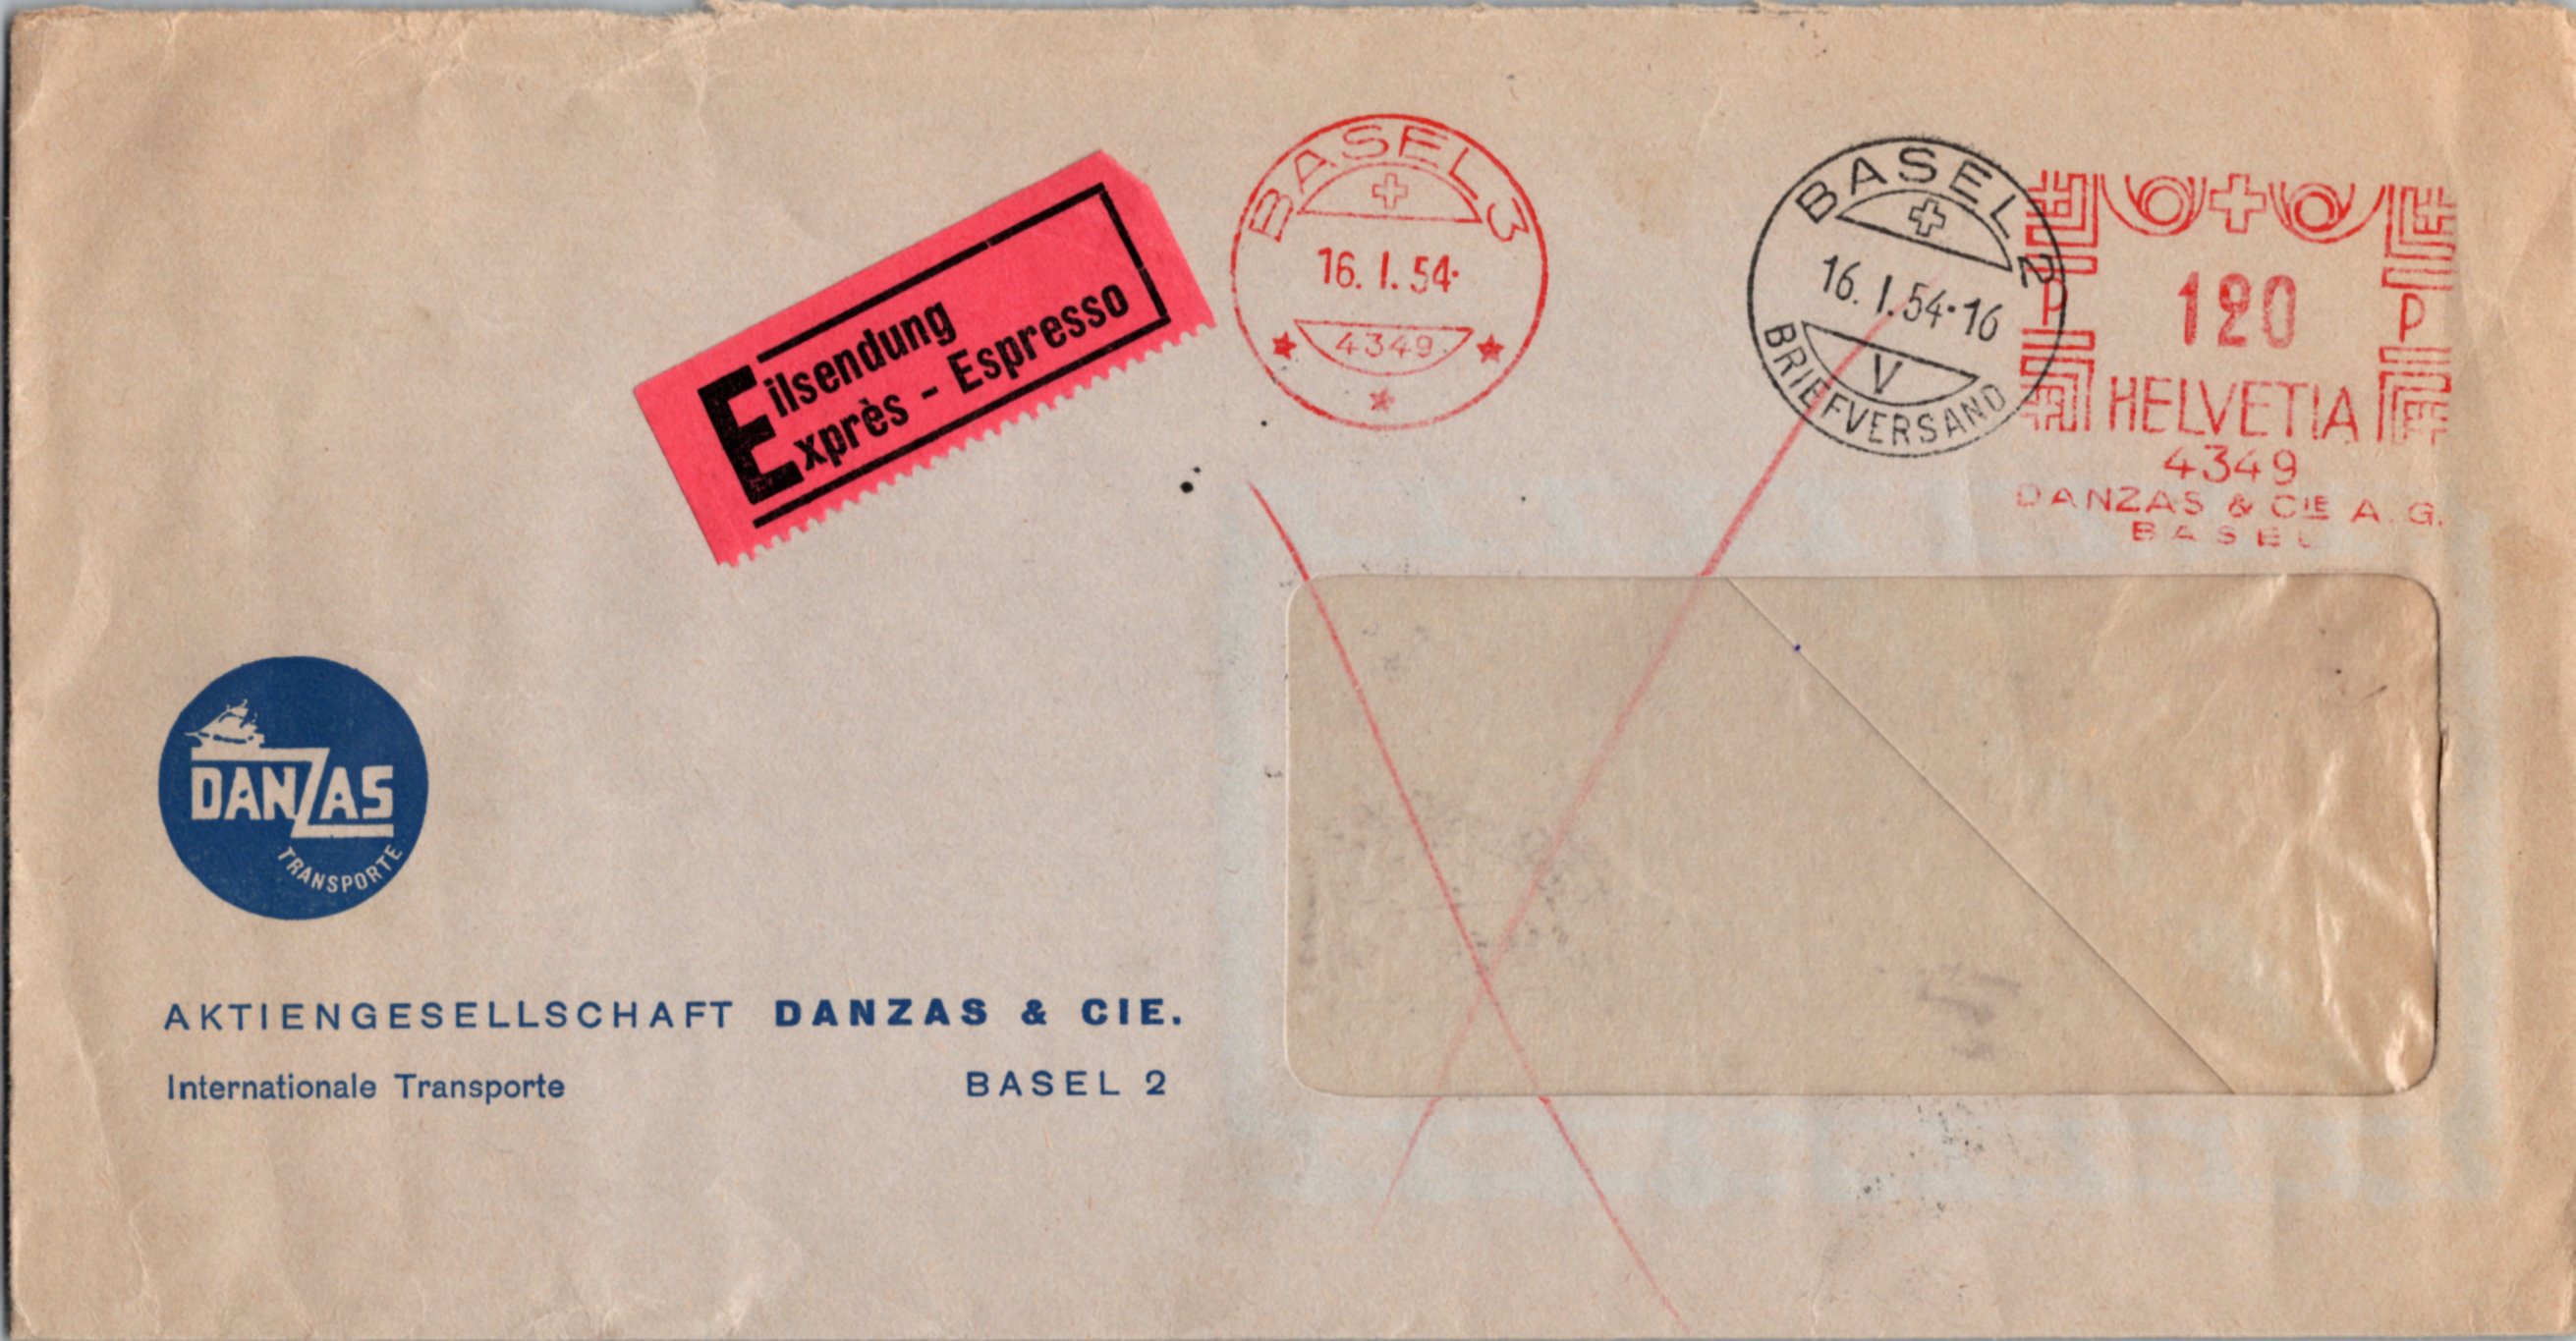 Eilsendung
Exprès - Espresso
BASEL 3
16. I. 54·
4349
BASEL 2
16. I. 54·16
V
BRIEFVERSAND
P 120 P
HELVETIA
4349
DANZAS & CIE A. G.
BASEL
DANZAS
TRANSPORTE
AKTIENGESELLSCHAFT DANZAS & CIE.
Internationale Transporte BASEL 2